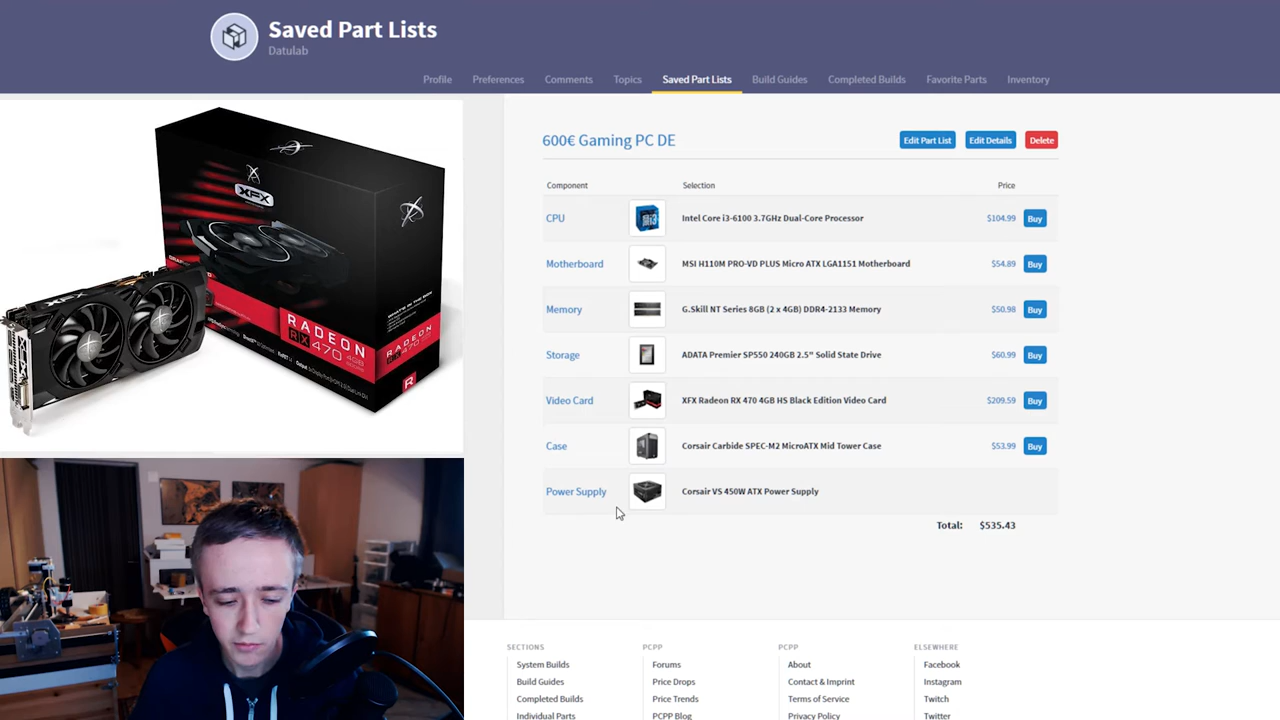 Saved Part Lists
Datulab
Profile Preferences Comments Topics Saved Part Lists Build Guides Completed Builds Favorite Parts Inventory
XFX
XFX
RADEON
RX 470 4GB
RADEON
600€ Gaming PC DE
Edit Part List Edit Details Delete
Component Selection Price
CPU Intel Core i3-6100 3.7GHz Dual-Core Processor $104.99 Buy
Motherboard MSI H110M PRO-VD PLUS Micro ATX LGA1151 Motherboard $54.89 Buy
Memory G.Skill NT Series 8GB (2 x 4GB) DDR4-2133 Memory $50.98 Buy
Storage ADATA Premier SP550 240GB 2.5" Solid State Drive $60.99 Buy
Video Card XFX Radeon RX 470 4GB HS Black Edition Video Card $209.59 Buy
Case Corsair Carbide SPEC-M2 MicroATX Mid Tower Case $53.99 Buy
Power Supply Corsair VS 450W ATX Power Supply
Total: $535.43
SECTIONS PCPP PCPP ELSEWHERE
System Builds Forums About Facebook
Build Guides Price Drops Contact & Imprint Instagram
Completed Builds Price Trends Terms of Service Twitch
Individual Parts PCPP Blog Privacy Policy Twitter